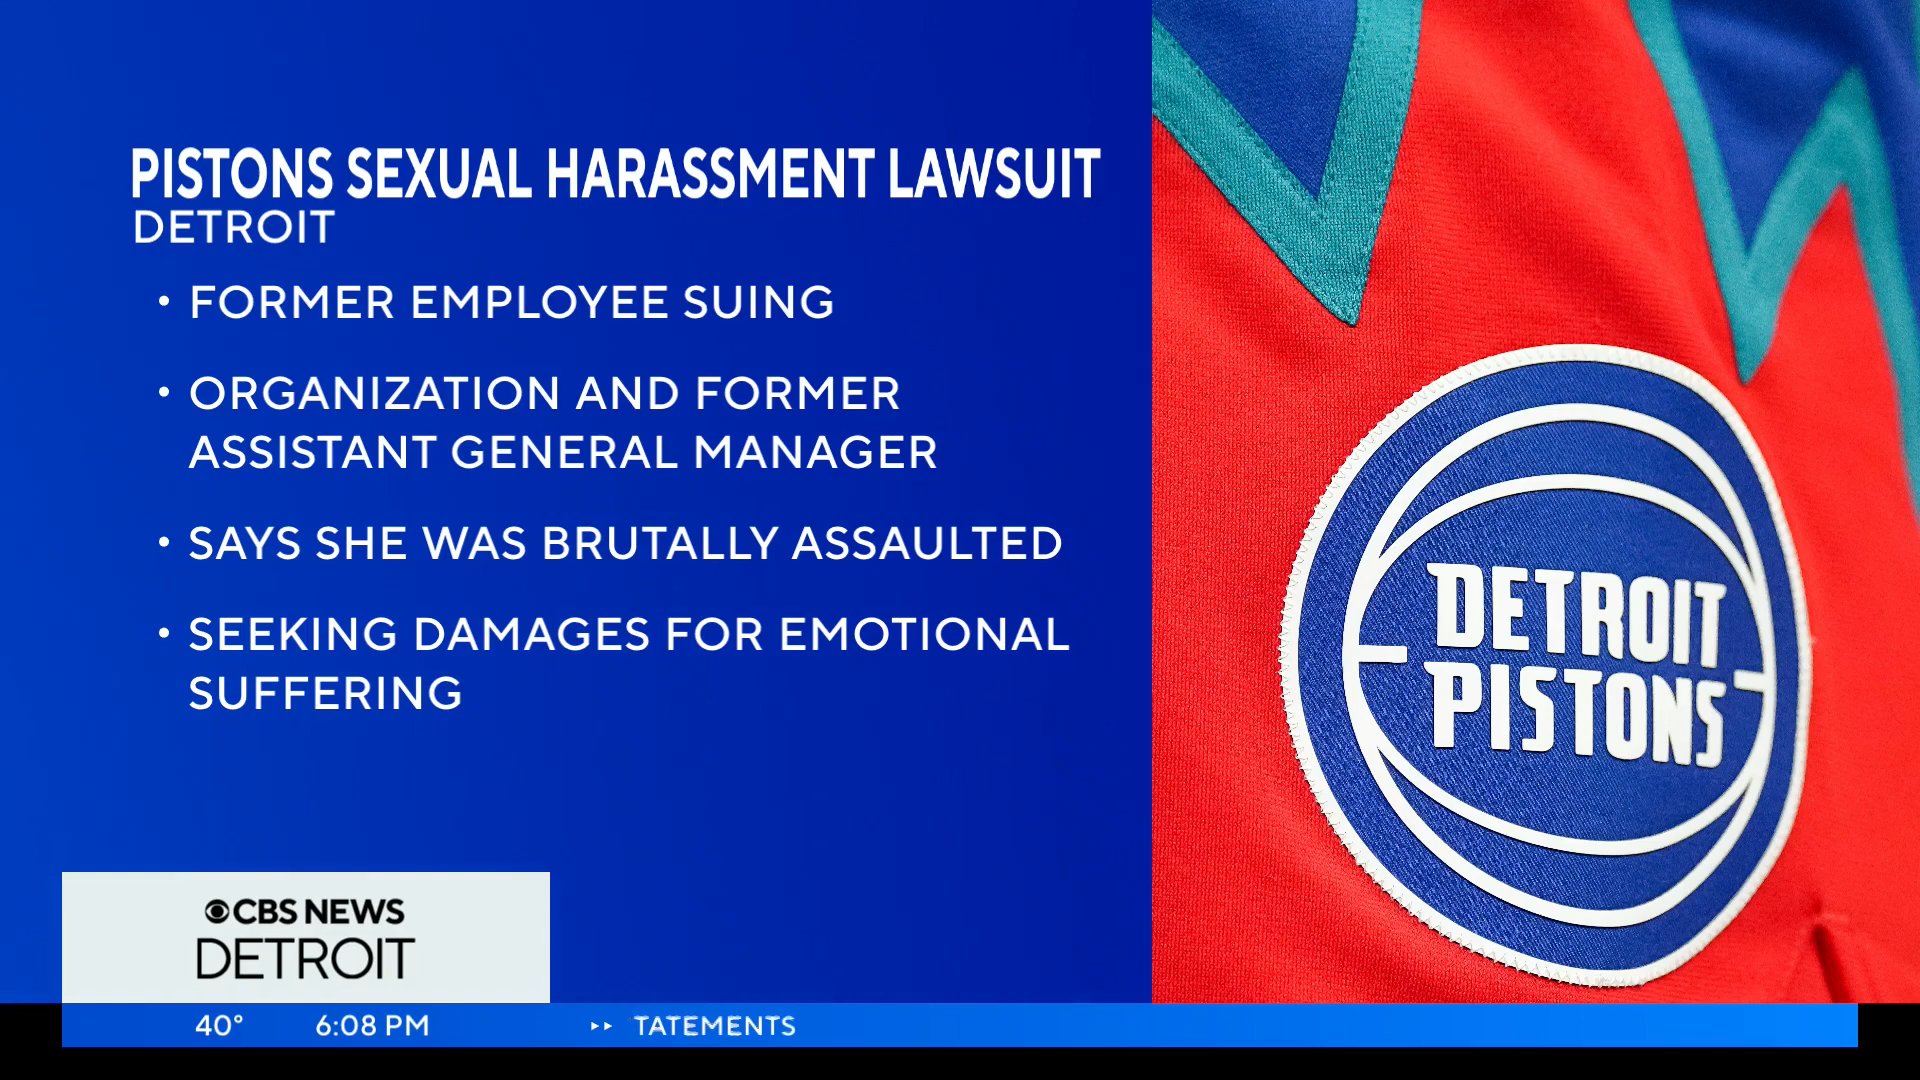 PISTONS SEXUAL HARASSMENT LAWSUIT
DETROIT
• FORMER EMPLOYEE SUING
• ORGANIZATION AND FORMER
ASSISTANT GENERAL MANAGER
• SAYS SHE WAS BRUTALLY ASSAULTED
• SEEKING DAMAGES FOR EMOTIONAL
SUFFERING
DETROIT
PISTONS
CBS NEWS
DETROIT
40° 6:08 PM TATEMENTS